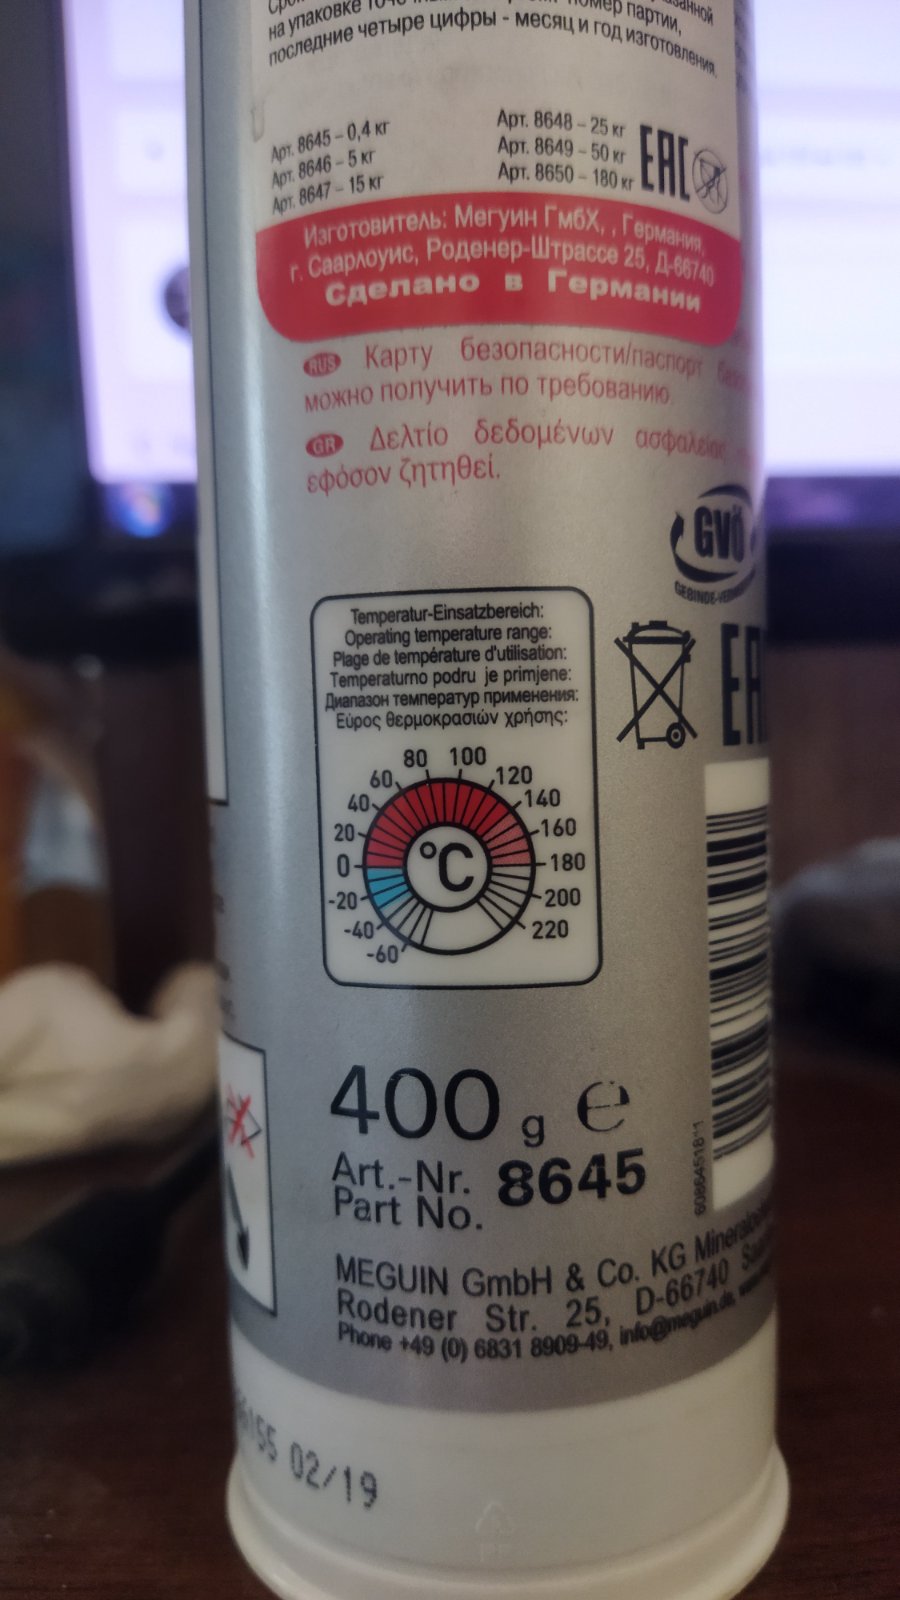 на упаковке
номер партии,
последние четыре цифры - месяц и год изготовления.
Арт. 8645 – 0,4 кг
Арт. 8646 – 5 кг
Арт. 8647 – 15 кг
Арт. 8648 – 25 кг
Арт. 8649 – 50 кг
Арт. 8650 – 180 кг
EAC
Изготовитель: Мегуин ГмбХ, , Германия,
г. Саарлоуис, Роденер-Штрассе 25, Д-66740
Сделано в Германии
RUS Карту безопасности/паспорт
можно получить по требованию.
GR Δελτίο δεδομένων ασφαλείας
εφόσον ζητηθεί.
GVÖ
Temperatur-Einsatzbereich:
Operating temperature range:
Plage de température d'utilisation:
Temperaturno podru je primjene:
Диапазон температур применения:
Εύρος θερμοκρασιών χρήσης:
80 100
60 120
40 140
20 160
0 °C 180
-20 200
-40 220
-60
400 g e
Art.-Nr. 8645
Part No.
MEGUIN GmbH & Co. KG
Rodener Str. 25, D-66740
Phone +49 (0) 6831 8909-49, info@meguin.de,
02/19